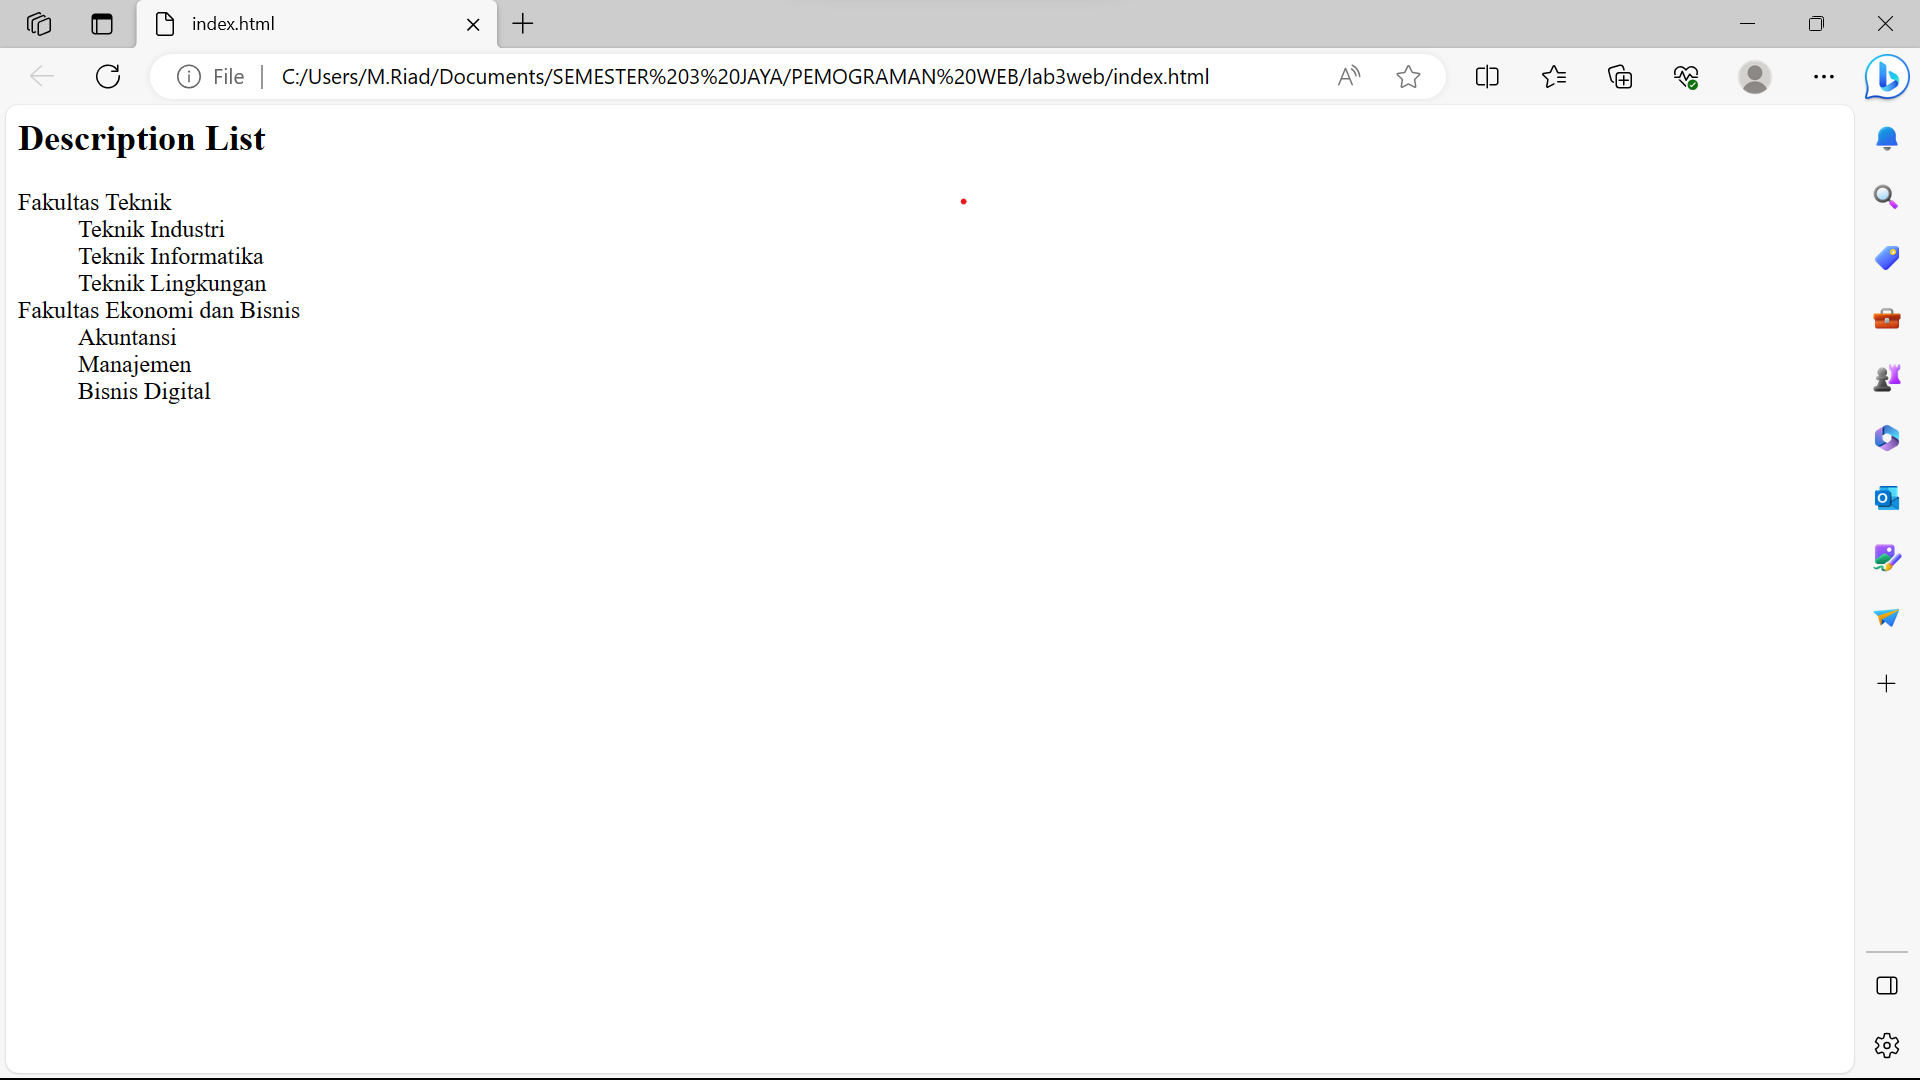 index.html
File
C:/Users/M.Riad/Documents/SEMESTER%203%20JAYA/PEMOGRAMAN%20WEB/lab3web/index.html
Description List
Fakultas Teknik
Teknik Industri
Teknik Informatika
Teknik Lingkungan
Fakultas Ekonomi dan Bisnis
Akuntansi
Manajemen
Bisnis Digital